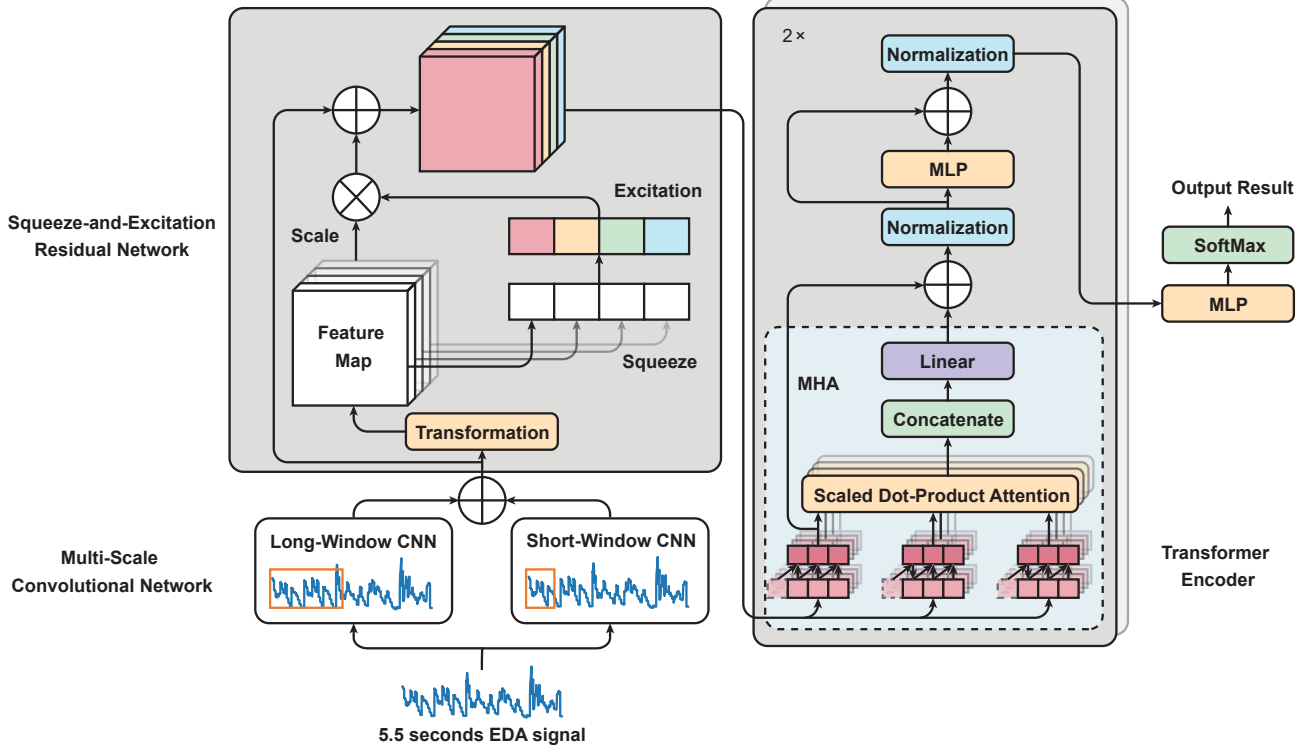 2×
Normalization
MLP
Normalization
Excitation
Output Result
Squeeze-and-Excitation
Residual Network
Scale
SoftMax
MLP
Feature
Map
Squeeze
Linear
MHA
Concatenate
Transformation
Scaled Dot-Product Attention
Long-Window CNN
Short-Window CNN
Multi-Scale
Convolutional Network
Transformer
Encoder
5.5 seconds EDA signal